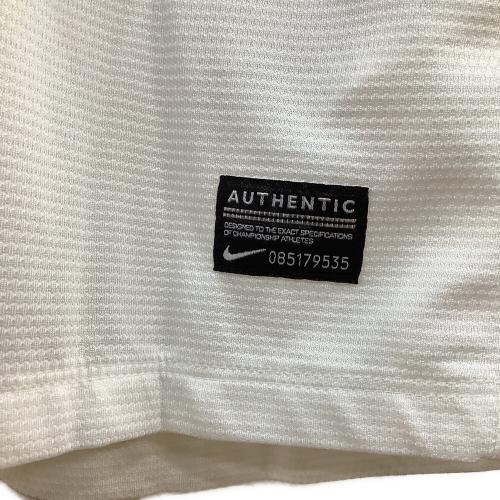 AUTHENTIC
DESIGNED TO THE EXACT SPECIFICATIONS
OF CHAMPIONSHIP ATHLETES
085179535